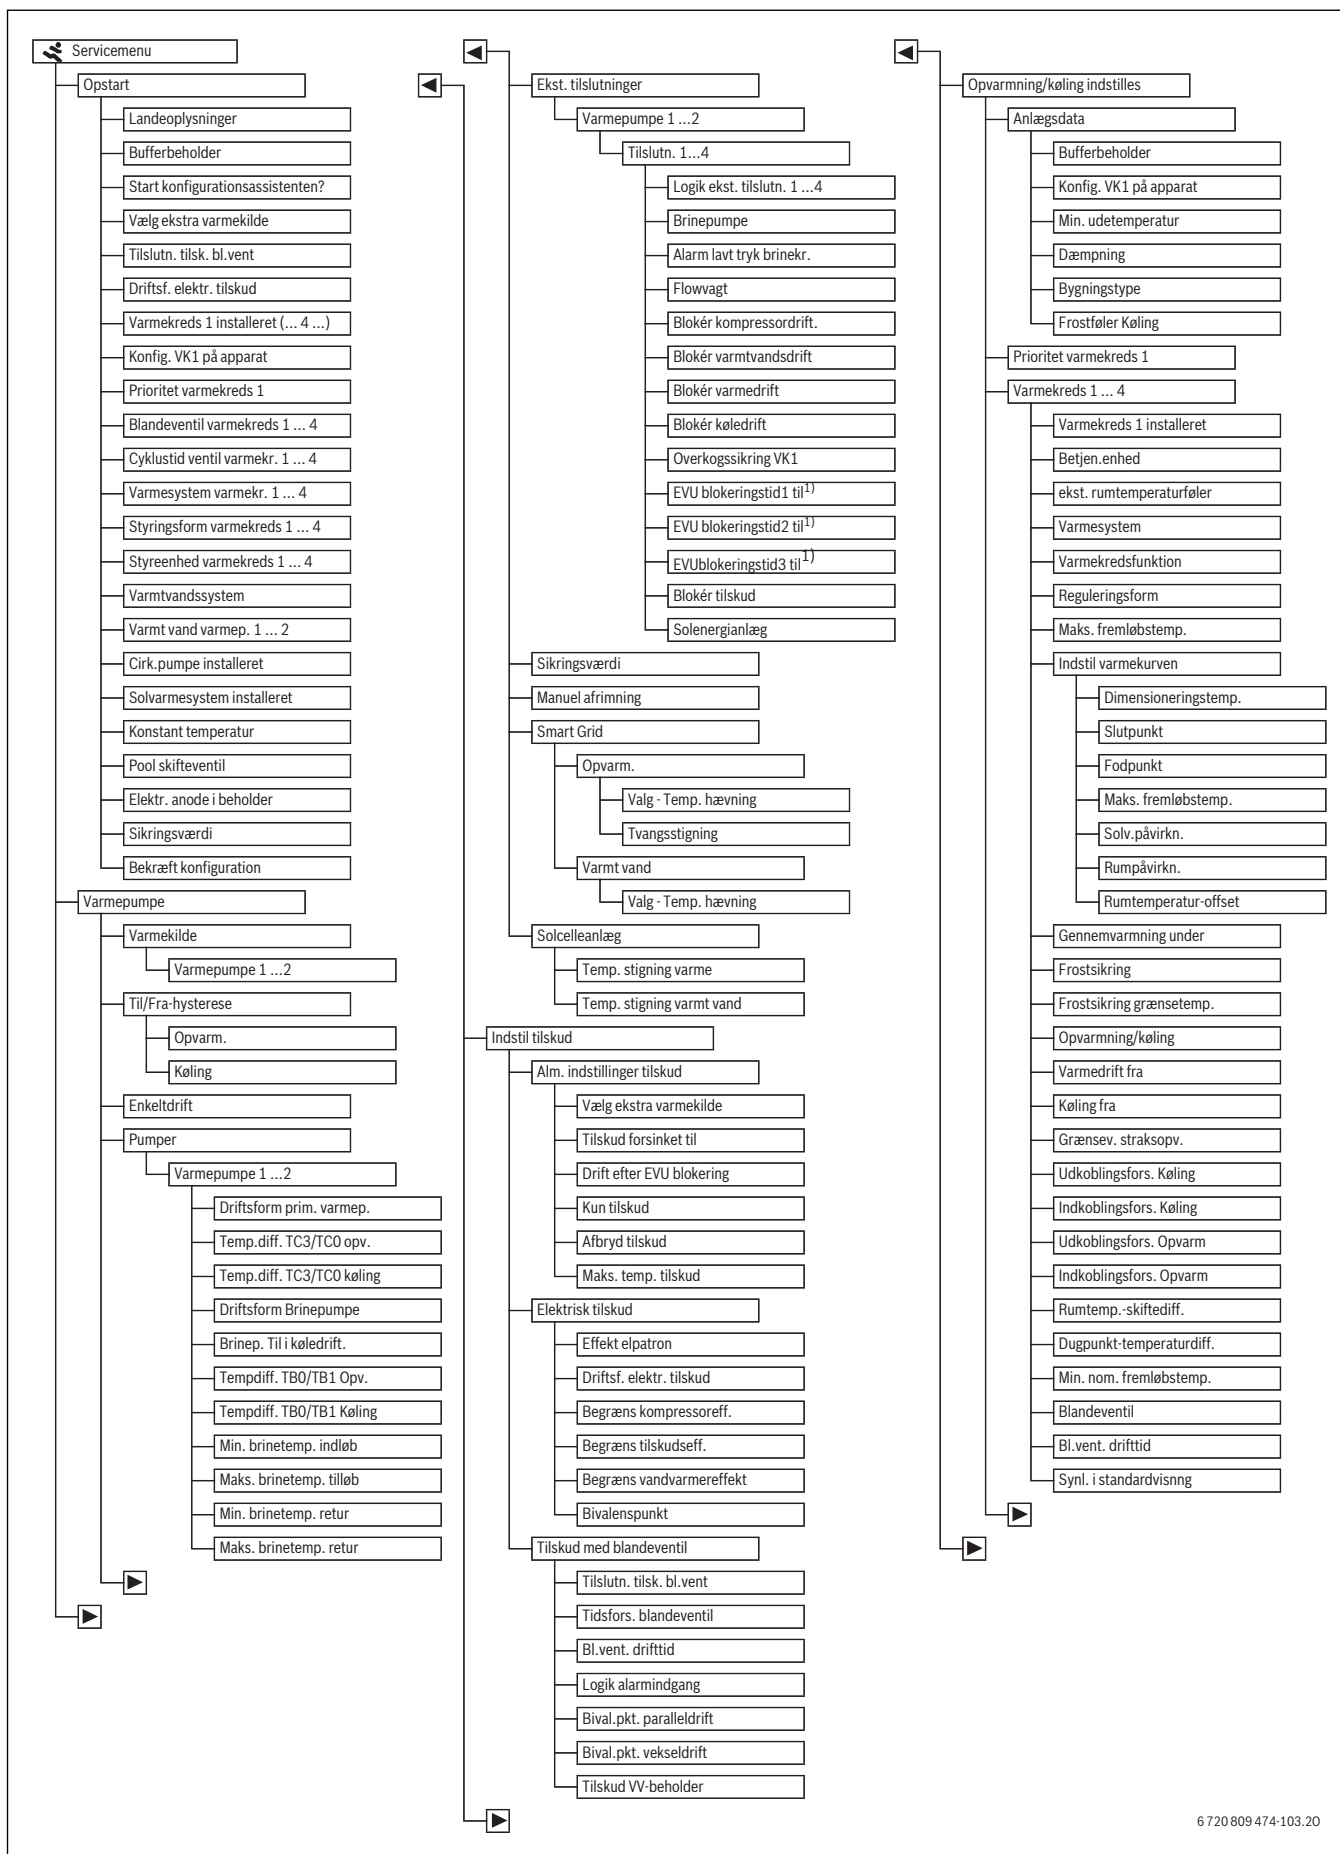 Servicemenu
Opstart
Landeoplysninger
Bufferbeholder
Start konfigurationsassistenten?
Vælg ekstra varmekilde
Tilslutn. tilsk. bl.vent
Driftsf. elektr. tilskud
Varmekreds 1 installeret (... 4 ...)
Konfig. VK1 på apparat
Prioritet varmekreds 1
Blandeventil varmekreds 1 ... 4
Cyklustid ventil varmekr. 1 ... 4
Varmesystem varmekr. 1 ... 4
Styringsform varmekreds 1 ... 4
Styreenhed varmekreds 1 ... 4
Varmtvandssystem
Varmt vand varmep. 1 ... 2
Cirk.pumpe installeret
Solvarmesystem installeret
Konstant temperatur
Pool skifteventil
Elektr. anode i beholder
Sikringsværdi
Bekræft konfiguration
Varmepumpe
Varmekilde
Varmepumpe 1 ...2
Til/Fra-hysterese
Opvarm.
Køling
Enkeltdrift
Pumper
Varmepumpe 1 ...2
Driftsform prim. varmep.
Temp.diff. TC3/TC0 opv.
Temp.diff. TC3/TC0 køling
Driftsform Brinepumpe
Brinep. Til i køledrift.
Tempdiff. TB0/TB1 Opv.
Tempdiff. TB0/TB1 Køling
Min. brinetemp. indløb
Maks. brinetemp. tilløb
Min. brinetemp. retur
Maks. brinetemp. retur
Ekst. tilslutninger
Varmepumpe 1 ...2
Tilslutn. 1...4
Logik ekst. tilslutn. 1 ...4
Brinepumpe
Alarm lavt tryk brinekr.
Flowvagt
Blokér kompressordrift.
Blokér varmtvandsdrift
Blokér varmedrift
Blokér køledrift
Overkogssikring VK1
EVU blokeringstid1 til1)
EVU blokeringstid2 til1)
EVUblokeringstid3 til1)
Blokér tilskud
Solenergianlæg
Sikringsværdi
Manuel afrimning
Smart Grid
Opvarm.
Valg - Temp. hævning
Tvangsstigning
Varmt vand
Valg - Temp. hævning
Solcelleanlæg
Temp. stigning varme
Temp. stigning varmt vand
Indstil tilskud
Alm. indstillinger tilskud
Vælg ekstra varmekilde
Tilskud forsinket til
Drift efter EVU blokering
Kun tilskud
Afbryd tilskud
Maks. temp. tilskud
Elektrisk tilskud
Effekt elpatron
Driftsf. elektr. tilskud
Begræns kompressoreff.
Begræns tilskudseff.
Begræns vandvarmereffekt
Bivalenspunkt
Tilskud med blandeventil
Tilslutn. tilsk. bl.vent
Tidsfors. blandeventil
Bl.vent. drifttid
Logik alarmindgang
Bival.pkt. paralleldrift
Bival.pkt. vekseldrift
Tilskud VV-beholder
Opvarmning/køling indstilles
Anlægsdata
Bufferbeholder
Konfig. VK1 på apparat
Min. udetemperatur
Dæmpning
Bygningstype
Frostføler Køling
Prioritet varmekreds 1
Varmekreds 1 ... 4
Varmekreds 1 installeret
Betjen.enhed
ekst. rumtemperaturføler
Varmesystem
Varmekredsfunktion
Reguleringsform
Maks. fremløbstemp.
Indstil varmekurven
Dimensioneringstemp.
Slutpunkt
Fodpunkt
Maks. fremløbstemp.
Solv.påvirkn.
Rumpåvirkn.
Rumtemperatur-offset
Gennemvarmning under
Frostsikring
Frostsikring grænsetemp.
Opvarmning/køling
Varmedrift fra
Køling fra
Grænsev. straksopv.
Udkoblingsfors. Køling
Indkoblingsfors. Køling
Udkoblingsfors. Opvarm
Indkoblingsfors. Opvarm
Rumtemp.-skiftediff.
Dugpunkt-temperaturdiff.
Min. nom. fremløbstemp.
Blandeventil
Bl.vent. drifttid
Synl. i standardvisnng
6 720 809 474-103.2O